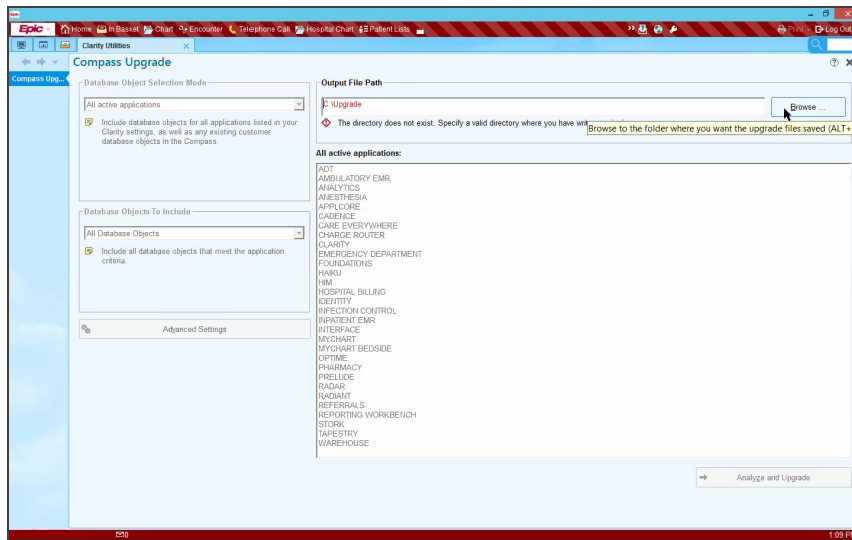 Epic
Epic Home In Basket Chart Encounter Telephone Call Hospital Chart Patient Lists Print Log Out
Clarity Utilities
Compass Upgrade
Compass Upg...
Database Object Selection Mode
All active applications
Include database objects for all applications listed in your
Clarity settings, as well as any existing customer
database objects in the Compass.
Database Objects To Include
All Database Objects
Include all database objects that meet the application
criteria.
Advanced Settings
Output File Path
C:\Upgrade
Browse ...
The directory does not exist. Specify a valid directory where you have
Browse to the folder where you want the upgrade files saved (ALT+
All active applications:
ADT
AMBULATORY EMR
ANALYTICS
ANESTHESIA
APPLCORE
CADENCE
CARE EVERYWHERE
CHARGE ROUTER
CLARITY
EMERGENCY DEPARTMENT
FOUNDATIONS
HAIKU
HIM
HOSPITAL BILLING
IDENTITY
INFECTION CONTROL
INPATIENT EMR
INTERFACE
MYCHART
MYCHART BEDSIDE
OPTIME
PHARMACY
PRELUDE
RADAR
RADIANT
REFERRALS
REPORTING WORKBENCH
STORK
TAPESTRY
WAREHOUSE
Analyze and Upgrade
0
1:09 P